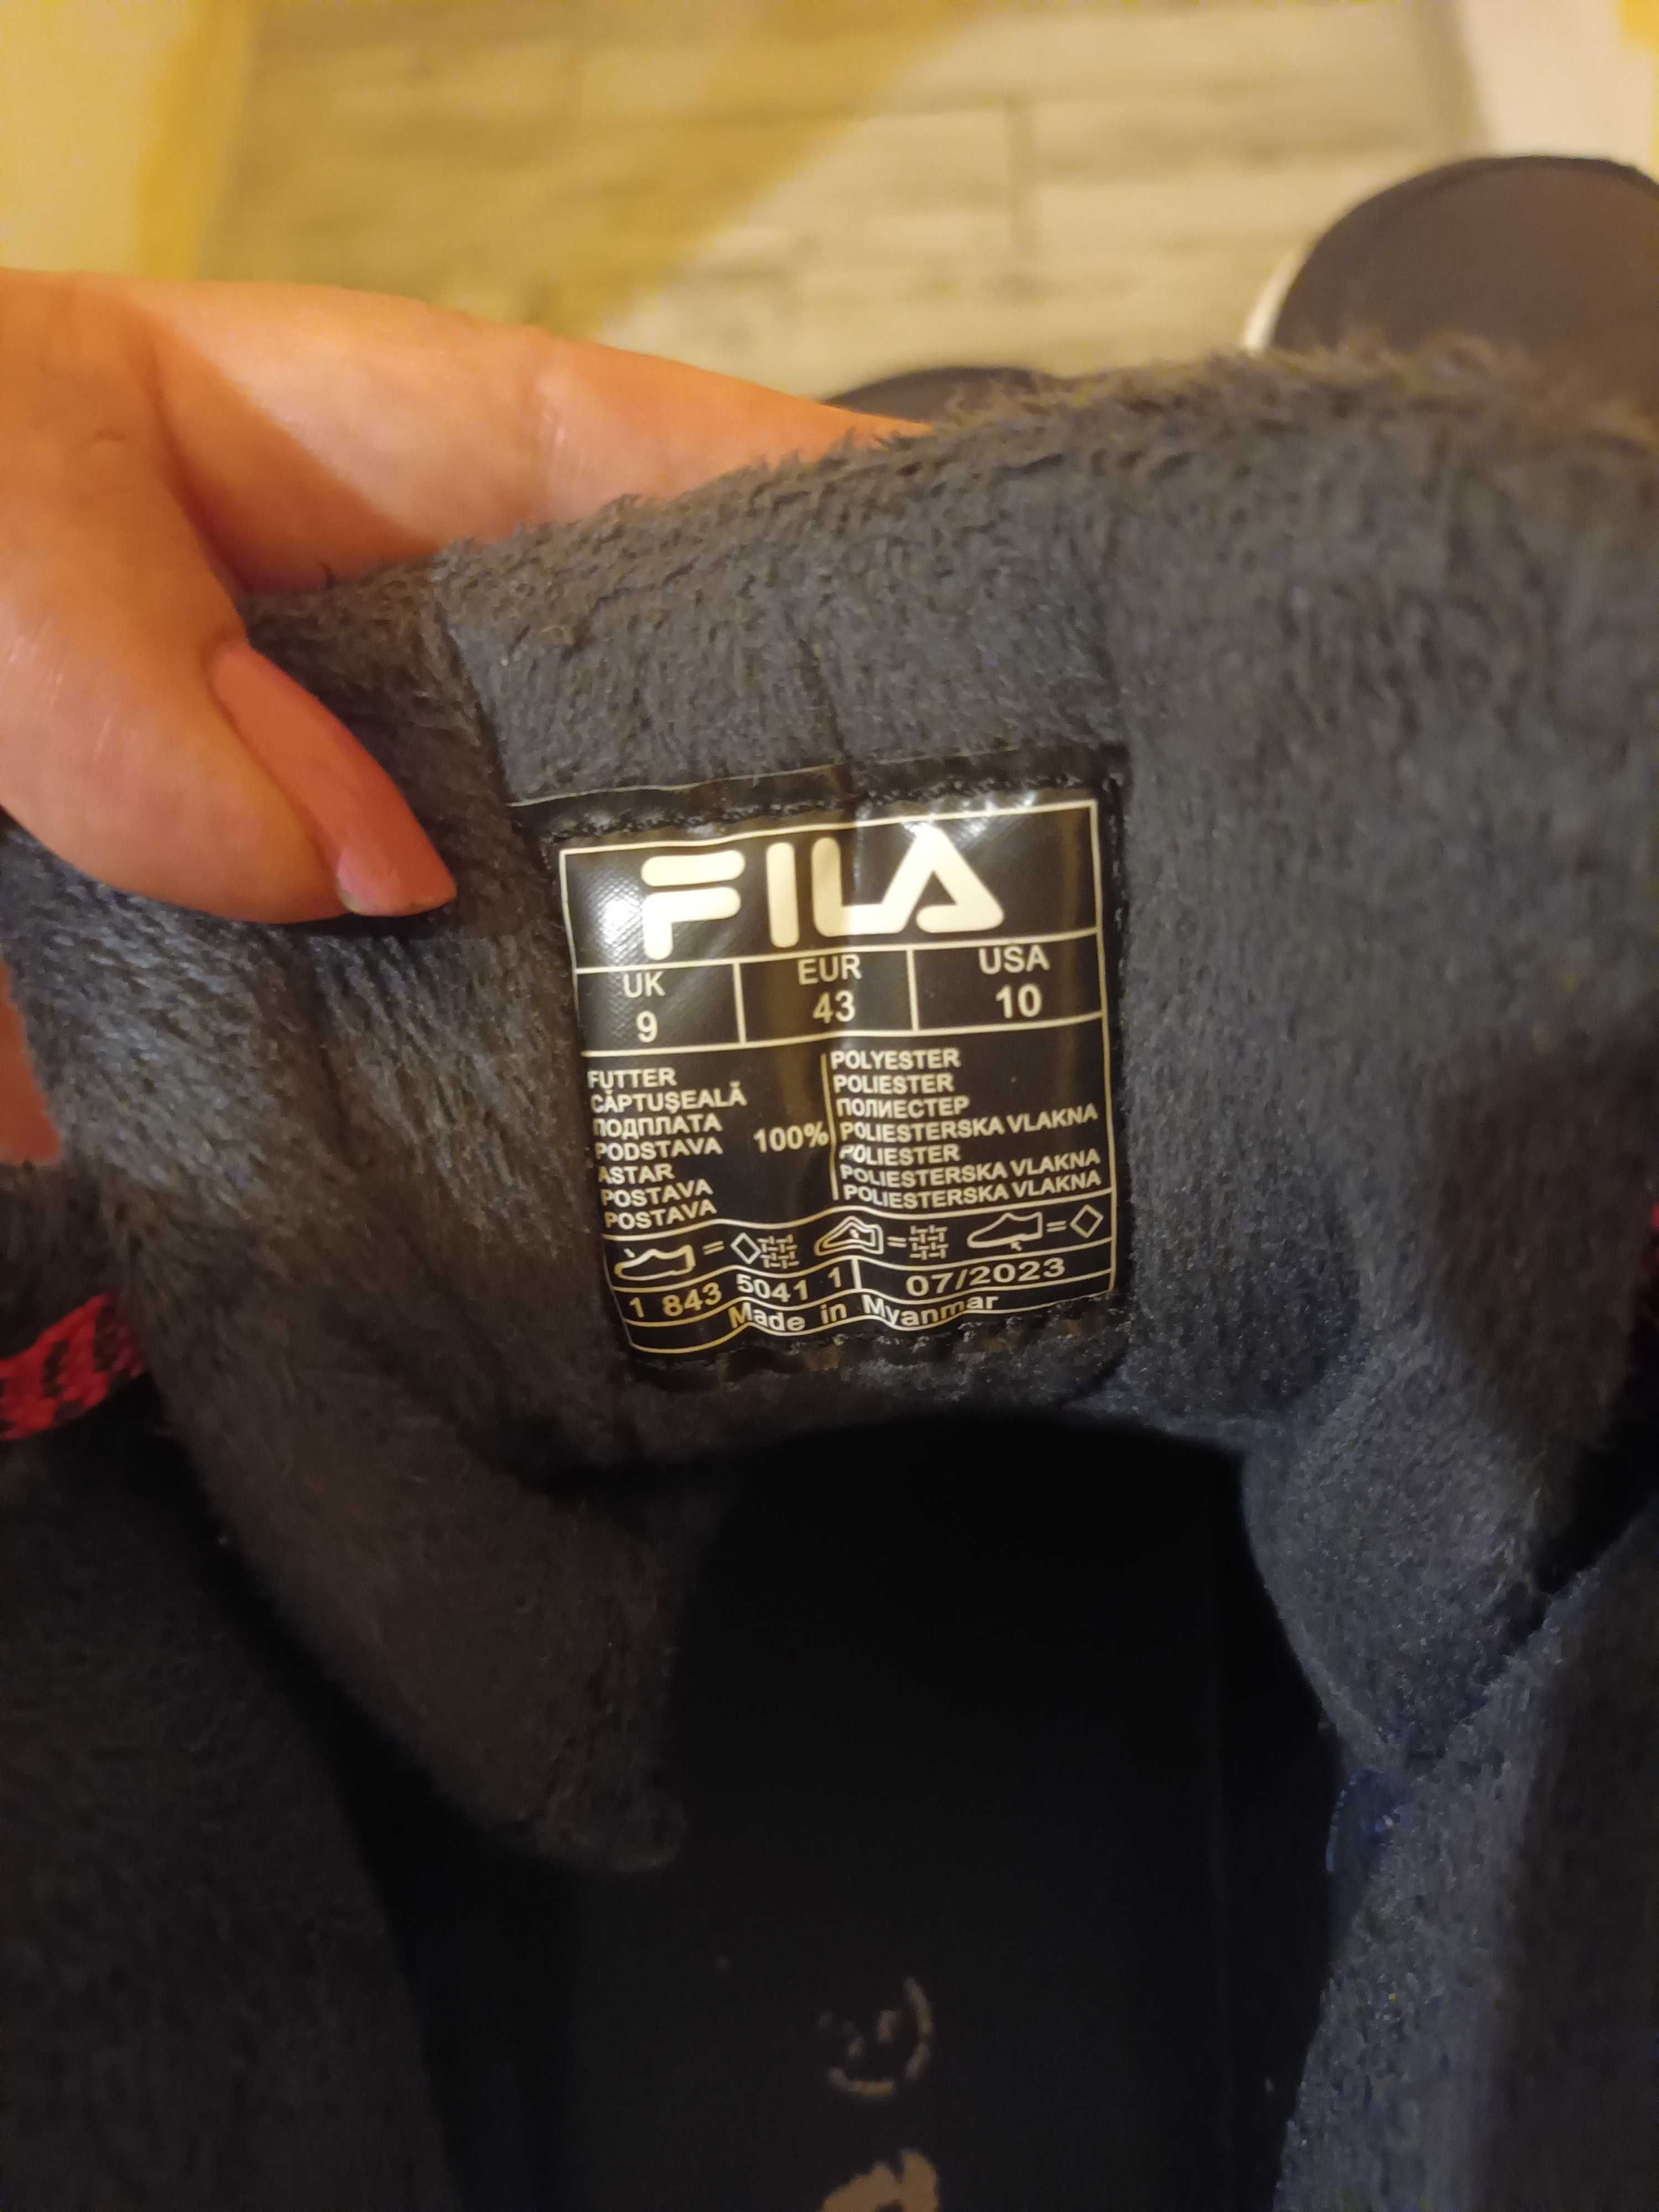 FILA
UK EUR USA
9 43 10
FUTTER
CĂPTUȘEALĂ
ПОДПЛАТА
PODSTAVA
ASTAR
POSTAVA
POSTAVA
100%
POLYESTER
POLIESTER
ПОЛИЕСТЕР
POLIESTERSKA VLAKNA
POLIESTER
POLIESTERSKA VLAKNA
POLIESTERSKA VLAKNA
1 843 5041 1 07/2023
Made in Myanmar